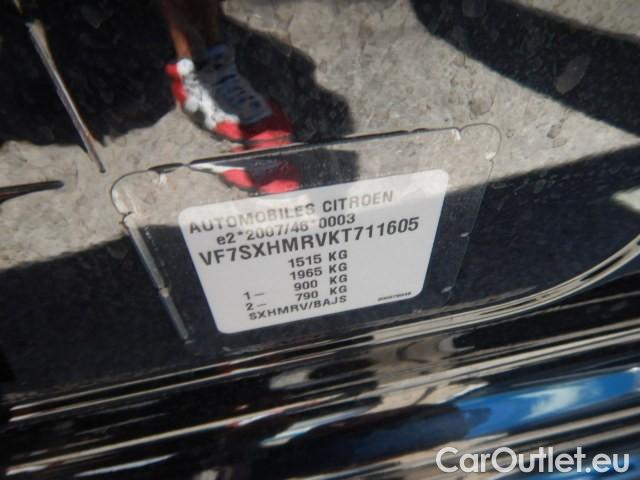 AUTOMOBILES CITROEN
e2*2007/46*0003
VF7SXHMRVKT711605
1515 KG
1965 KG
1– 900 KG
2– 790 KG
SXHMRV/BAJS
CarOutlet.eu